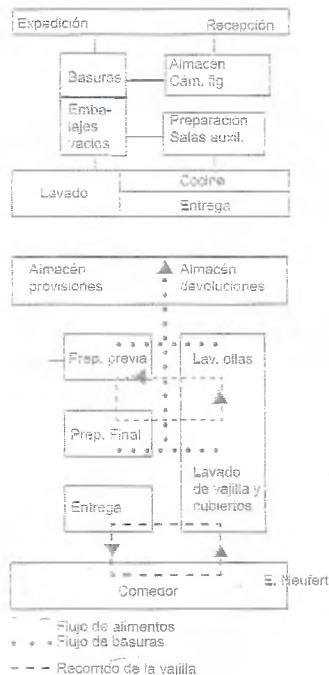 Expedición
Recepción
Basuras
Almacén
Cám. fig
Emba-
lajes
vacios
Preparación
Salas auxil.
Lavado
Cocina
Entrega
Almacén
provisiones
Almacén
devoluciones
Prep. previa
Lav. ollas
Prep. Final
Lavado
de vajilla y
cubiertos
Entrega
Comedor
E. Neufert
Flujo de alimentos
Flujo de basuras
Recorrido de la vajilla